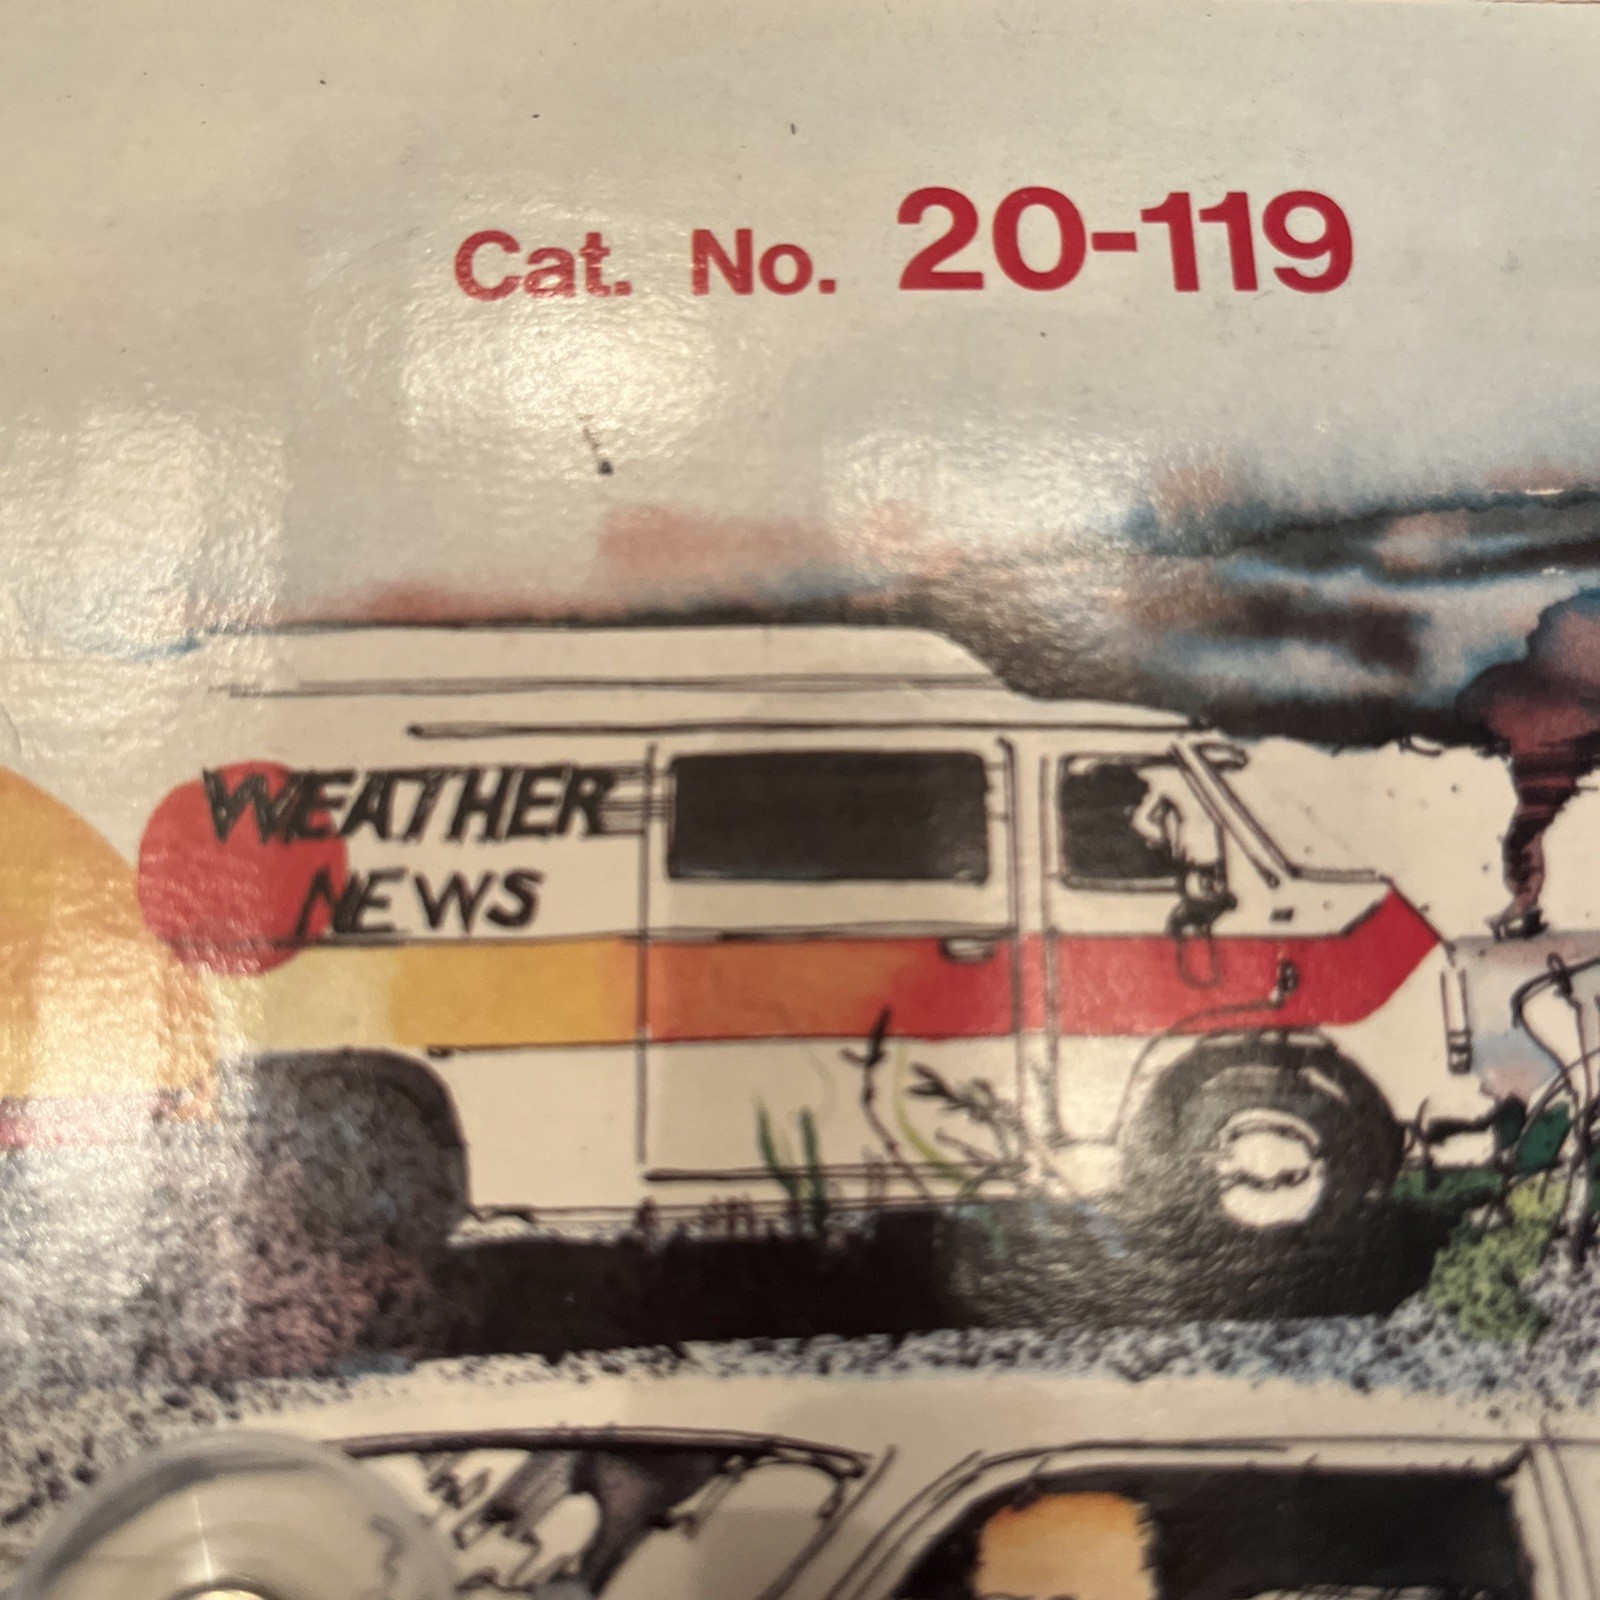 Cat. No. 20-119
WEATHER
NEWS